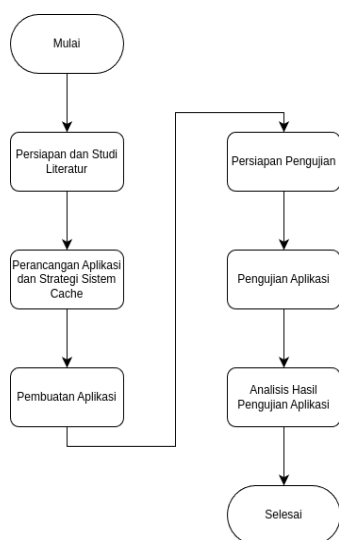 Mulai
Persiapan dan Studi
Literatur
Perancangan Aplikasi
dan Strategi Sistem
Cache
Pembuatan Aplikasi
Persiapan Pengujian
Pengujian Aplikasi
Analisis Hasil
Pengujian Aplikasi
Selesai